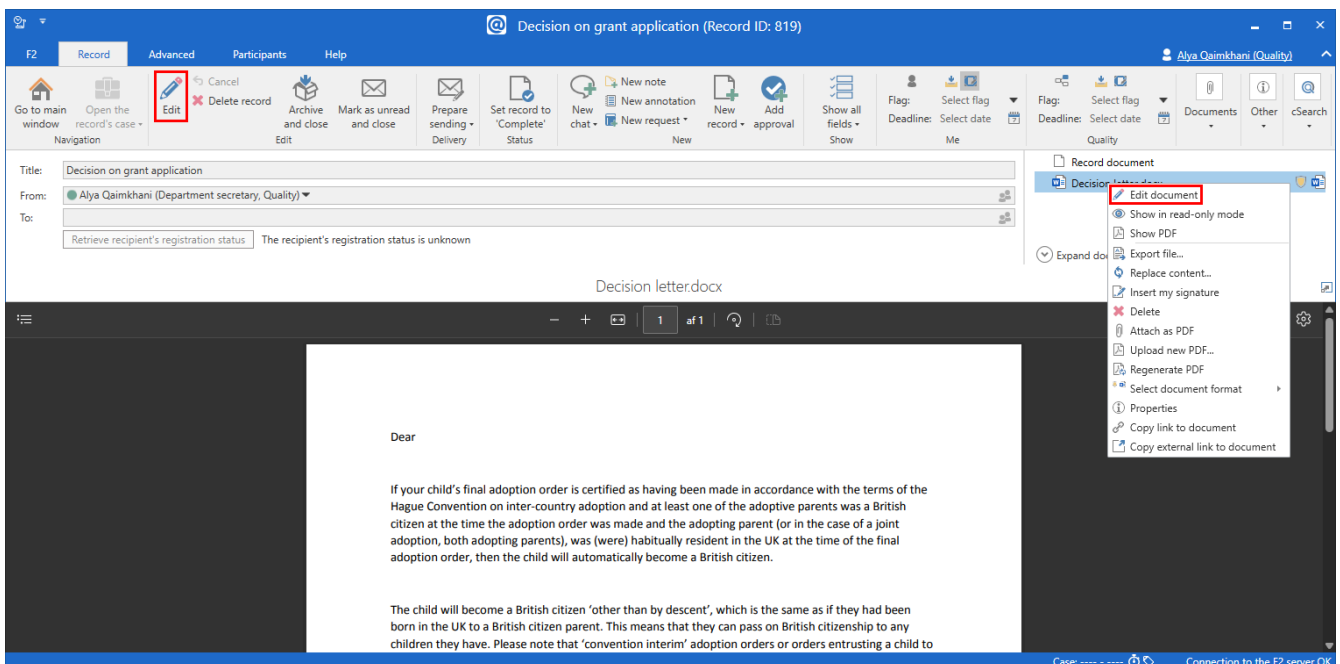 Decision on grant application (Record ID: 819)
F2 Record Advanced Participants Help Alya Qaimkhani (Quality)
Go to main window
Open the record's case
Navigation
Edit
Cancel
Delete record
Archive and close
Mark as unread and close
Edit
Prepare sending
Delivery
Set record to 'Complete'
Status
New chat
New note
New annotation
New request
New record
Add approval
New
Show all fields
Show
Flag: Select flag
Deadline: Select date
Me
Flag: Select flag
Deadline: Select date
Quality
Documents
Other
cSearch
Title: Decision on grant application
From: Alya Qaimkhani (Department secretary, Quality)
To:
Retrieve recipient's registration status The recipient's registration status is unknown
Record document
Decision letter.docx
Expand do
Edit document
Show in read-only mode
Show PDF
Export file...
Replace content...
Insert my signature
Delete
Attach as PDF
Upload new PDF...
Regenerate PDF
Select document format
Properties
Copy link to document
Copy external link to document
Decision letter.docx
1 af 1
Dear
If your child's final adoption order is certified as having been made in accordance with the terms of the
Hague Convention on inter-country adoption and at least one of the adoptive parents was a British
citizen at the time the adoption order was made and the adopting parent (or in the case of a joint
adoption, both adopting parents), was (were) habitually resident in the UK at the time of the final
adoption order, then the child will automatically become a British citizen.
The child will become a British citizen 'other than by descent', which is the same as if they had been
born in the UK to a British citizen parent. This means that they can pass on British citizenship to any
children they have. Please note that 'convention interim' adoption orders or orders entrusting a child to
Case: ---- - ---- Connection to the F2 server OK